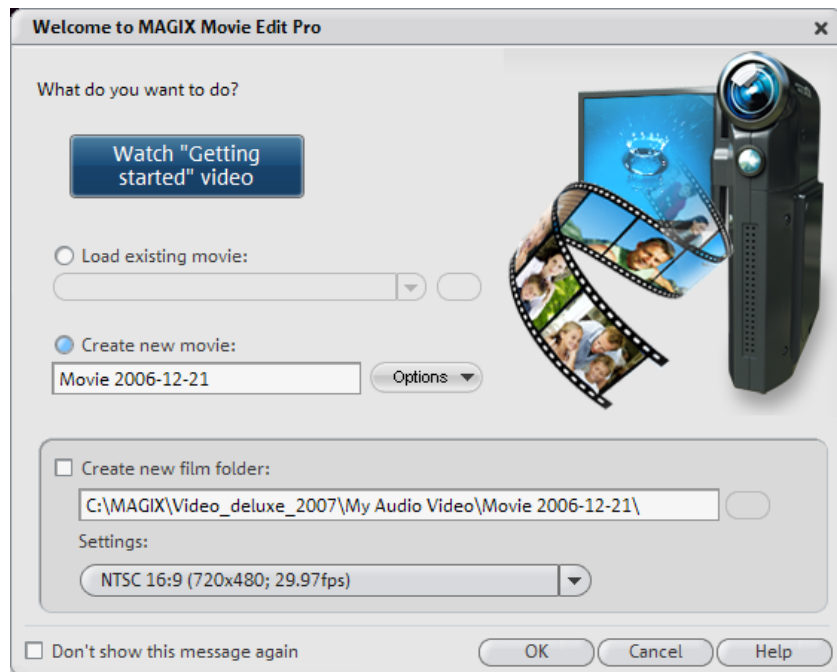 Welcome to MAGIX Movie Edit Pro
What do you want to do?
Watch "Getting
started" video
Load existing movie:
Create new movie:
Movie 2006-12-21
Options
Create new film folder:
C:\MAGIX\Video_deluxe_2007\My Audio Video\Movie 2006-12-21\
Settings:
NTSC 16:9 (720x480; 29.97fps)
Don't show this message again
OK
Cancel
Help